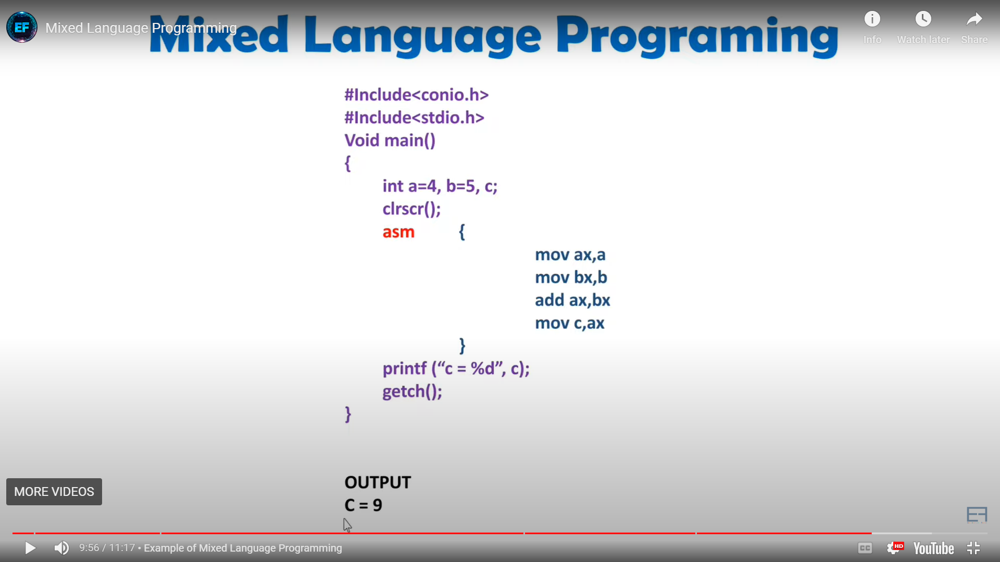 EF Mixed Language Programming
Mixed Language Programing
Info Watch later Share
#Include<conio.h>
#Include<stdio.h>
Void main()
{
int a=4, b=5, c;
clrscr();
asm {
mov ax,a
mov bx,b
add ax,bx
mov c,ax
}
printf (“c = %d”, c);
getch();
}
OUTPUT
C = 9
MORE VIDEOS
EF
9:56 / 11:17 • Example of Mixed Language Programming
CC HD YouTube